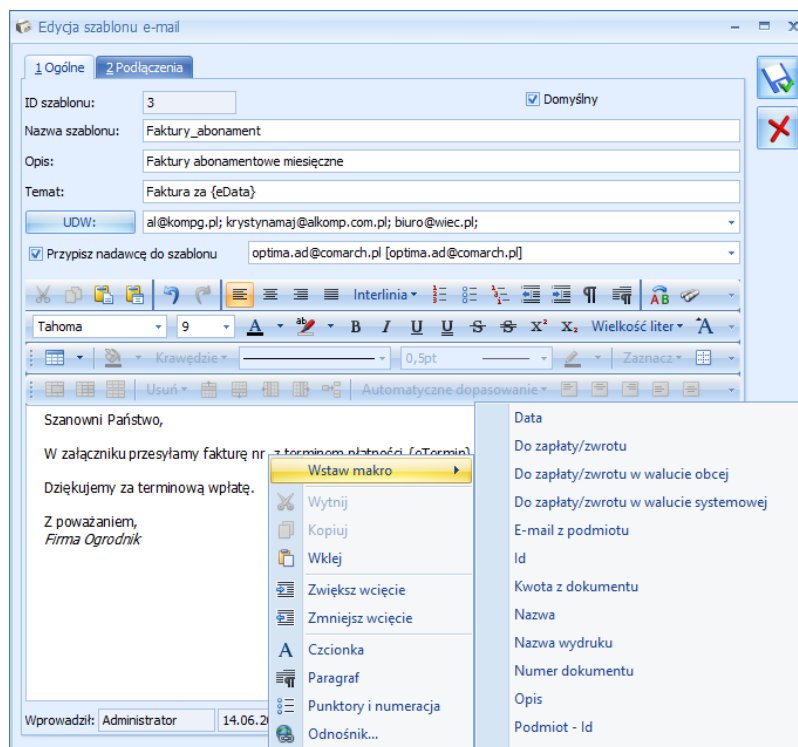 Edycja szablonu e-mail
1 Ogólne 2 Podłączenia
ID szablonu: 3 Domyślny
Nazwa szablonu: Faktury_abonament
Opis: Faktury abonamentowe miesięczne
Temat: Faktura za {eData}
UDW: al@kompg.pl; krystynamaj@alkomp.com.pl; biuro@wiec.pl;
Przypisz nadawcę do szablonu optima.ad@comarch.pl [optima.ad@comarch.pl]
Interlinia
Tahoma 9 A ab B I U U S S X² X₂ Wielkość liter A
Krawędzie 0,5pt Zaznacz
Usuń Automatyczne dopasowanie
Szanowni Państwo,
W załączniku przesyłamy fakturę nr z terminem płatności {eTermin}
Dziękujemy za terminową wpłatę.
Z poważaniem,
Firma Ogrodnik
Wstaw makro
Wytnij
Kopiuj
Wklej
Zwiększ wcięcie
Zmniejsz wcięcie
Czcionka
Paragraf
Punktory i numeracja
Odnośnik...
Data
Do zapłaty/zwrotu
Do zapłaty/zwrotu w walucie obcej
Do zapłaty/zwrotu w walucie systemowej
E-mail z podmiotu
Id
Kwota z dokumentu
Nazwa
Nazwa wydruku
Numer dokumentu
Opis
Podmiot - Id
Wprowadził: Administrator 14.06.20